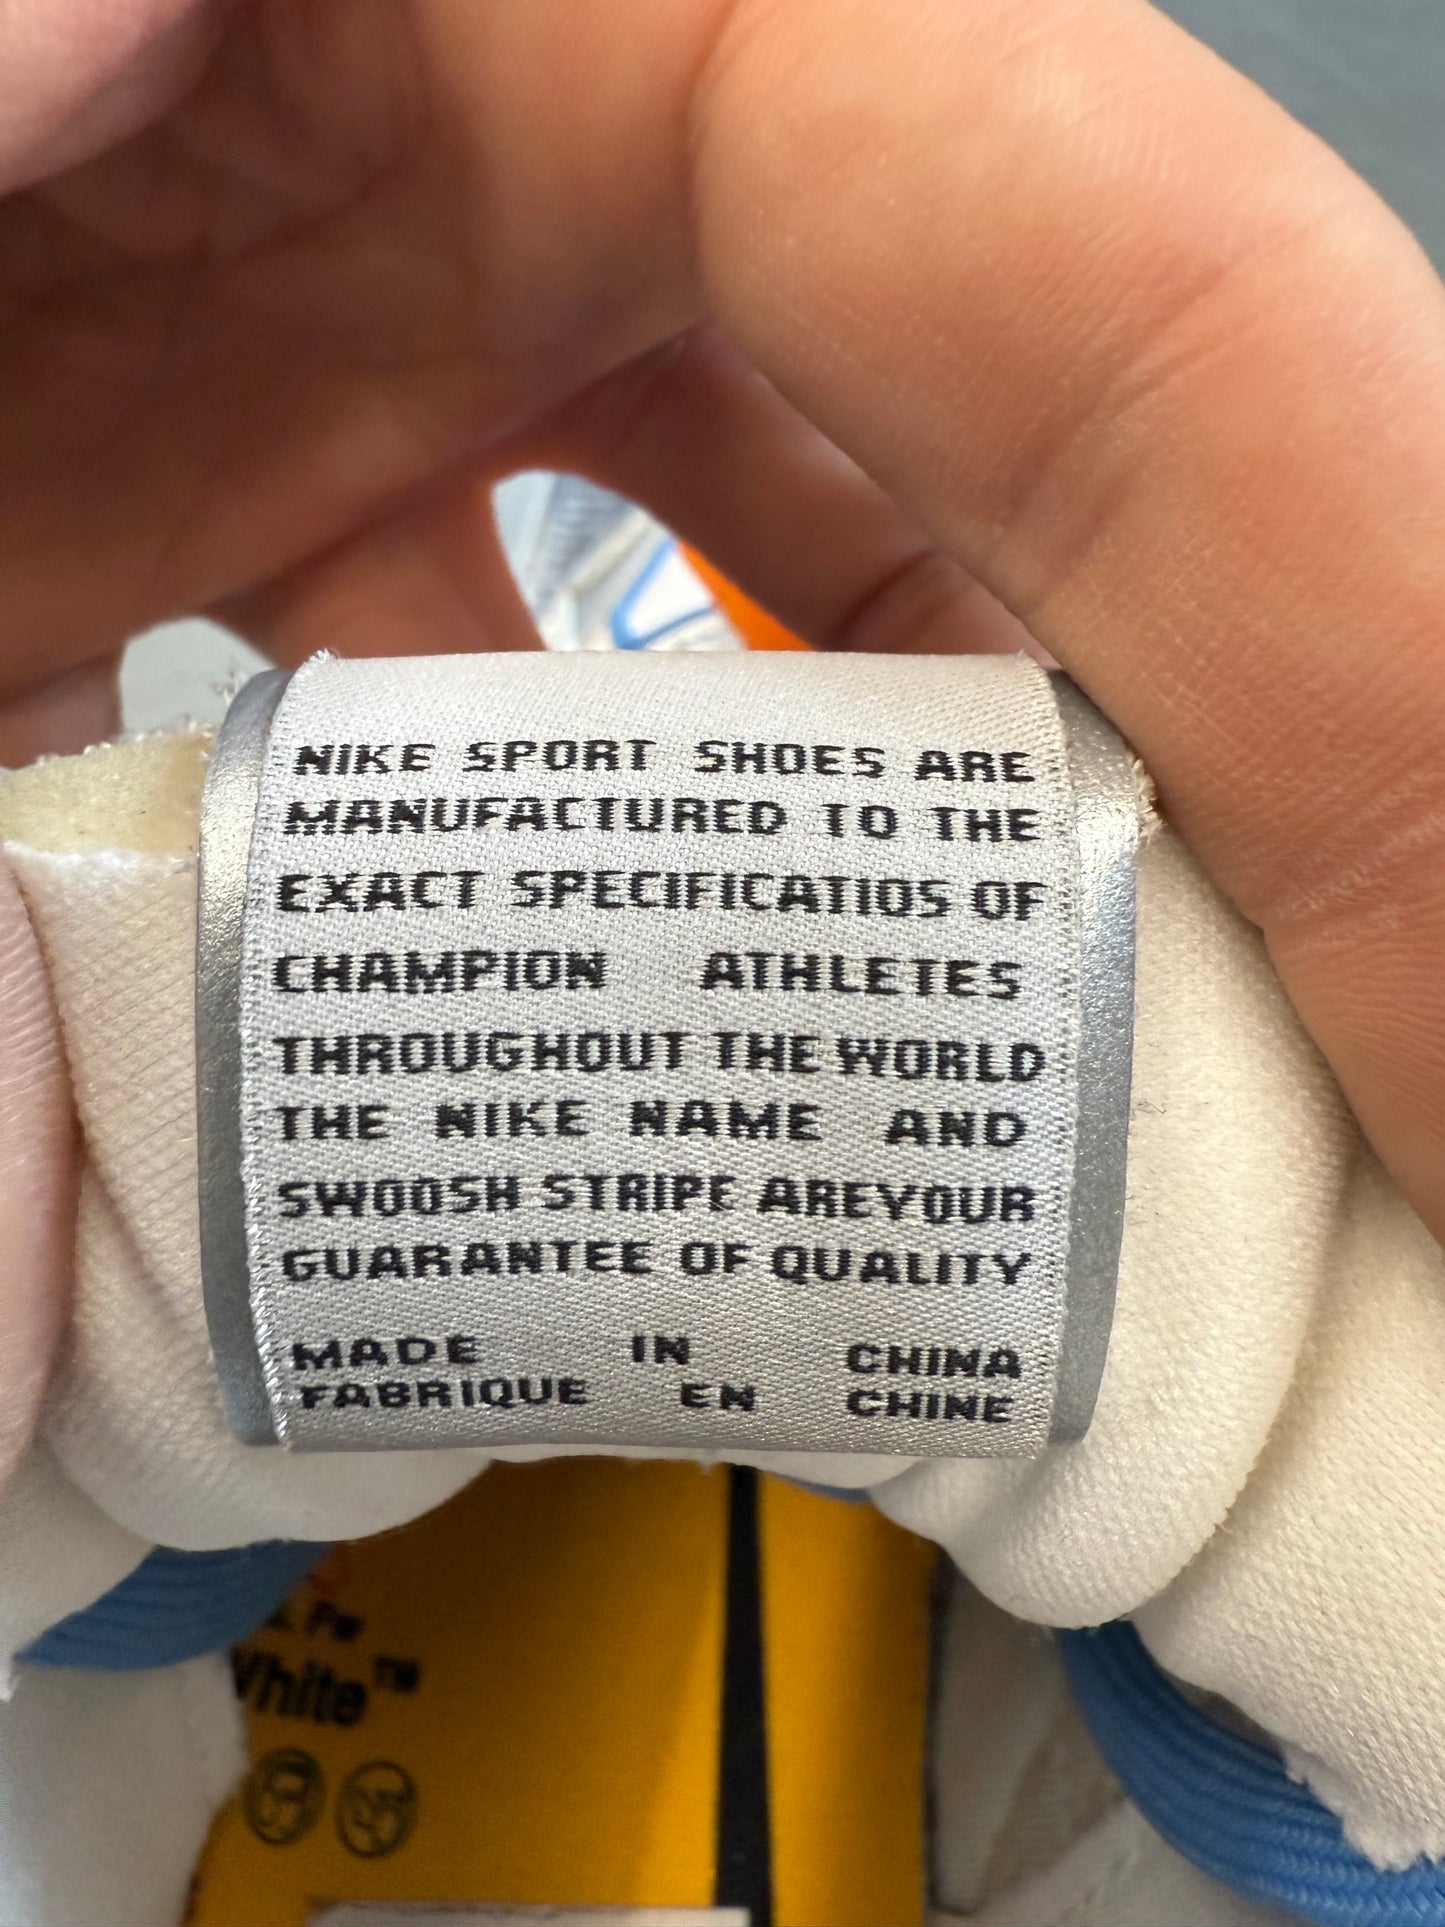 NIKE SPORT SHOES ARE
MANUFACTURED TO THE
EXACT SPECIFICATIOS OF
CHAMPION ATHLETES
THROUGHOUT THE WORLD
THE NIKE NAME AND
SWOOSH STRIPE AREYOUR
GUARANTEE OF QUALITY
MADE IN CHINA
FABRIQUE EN CHINE
White™